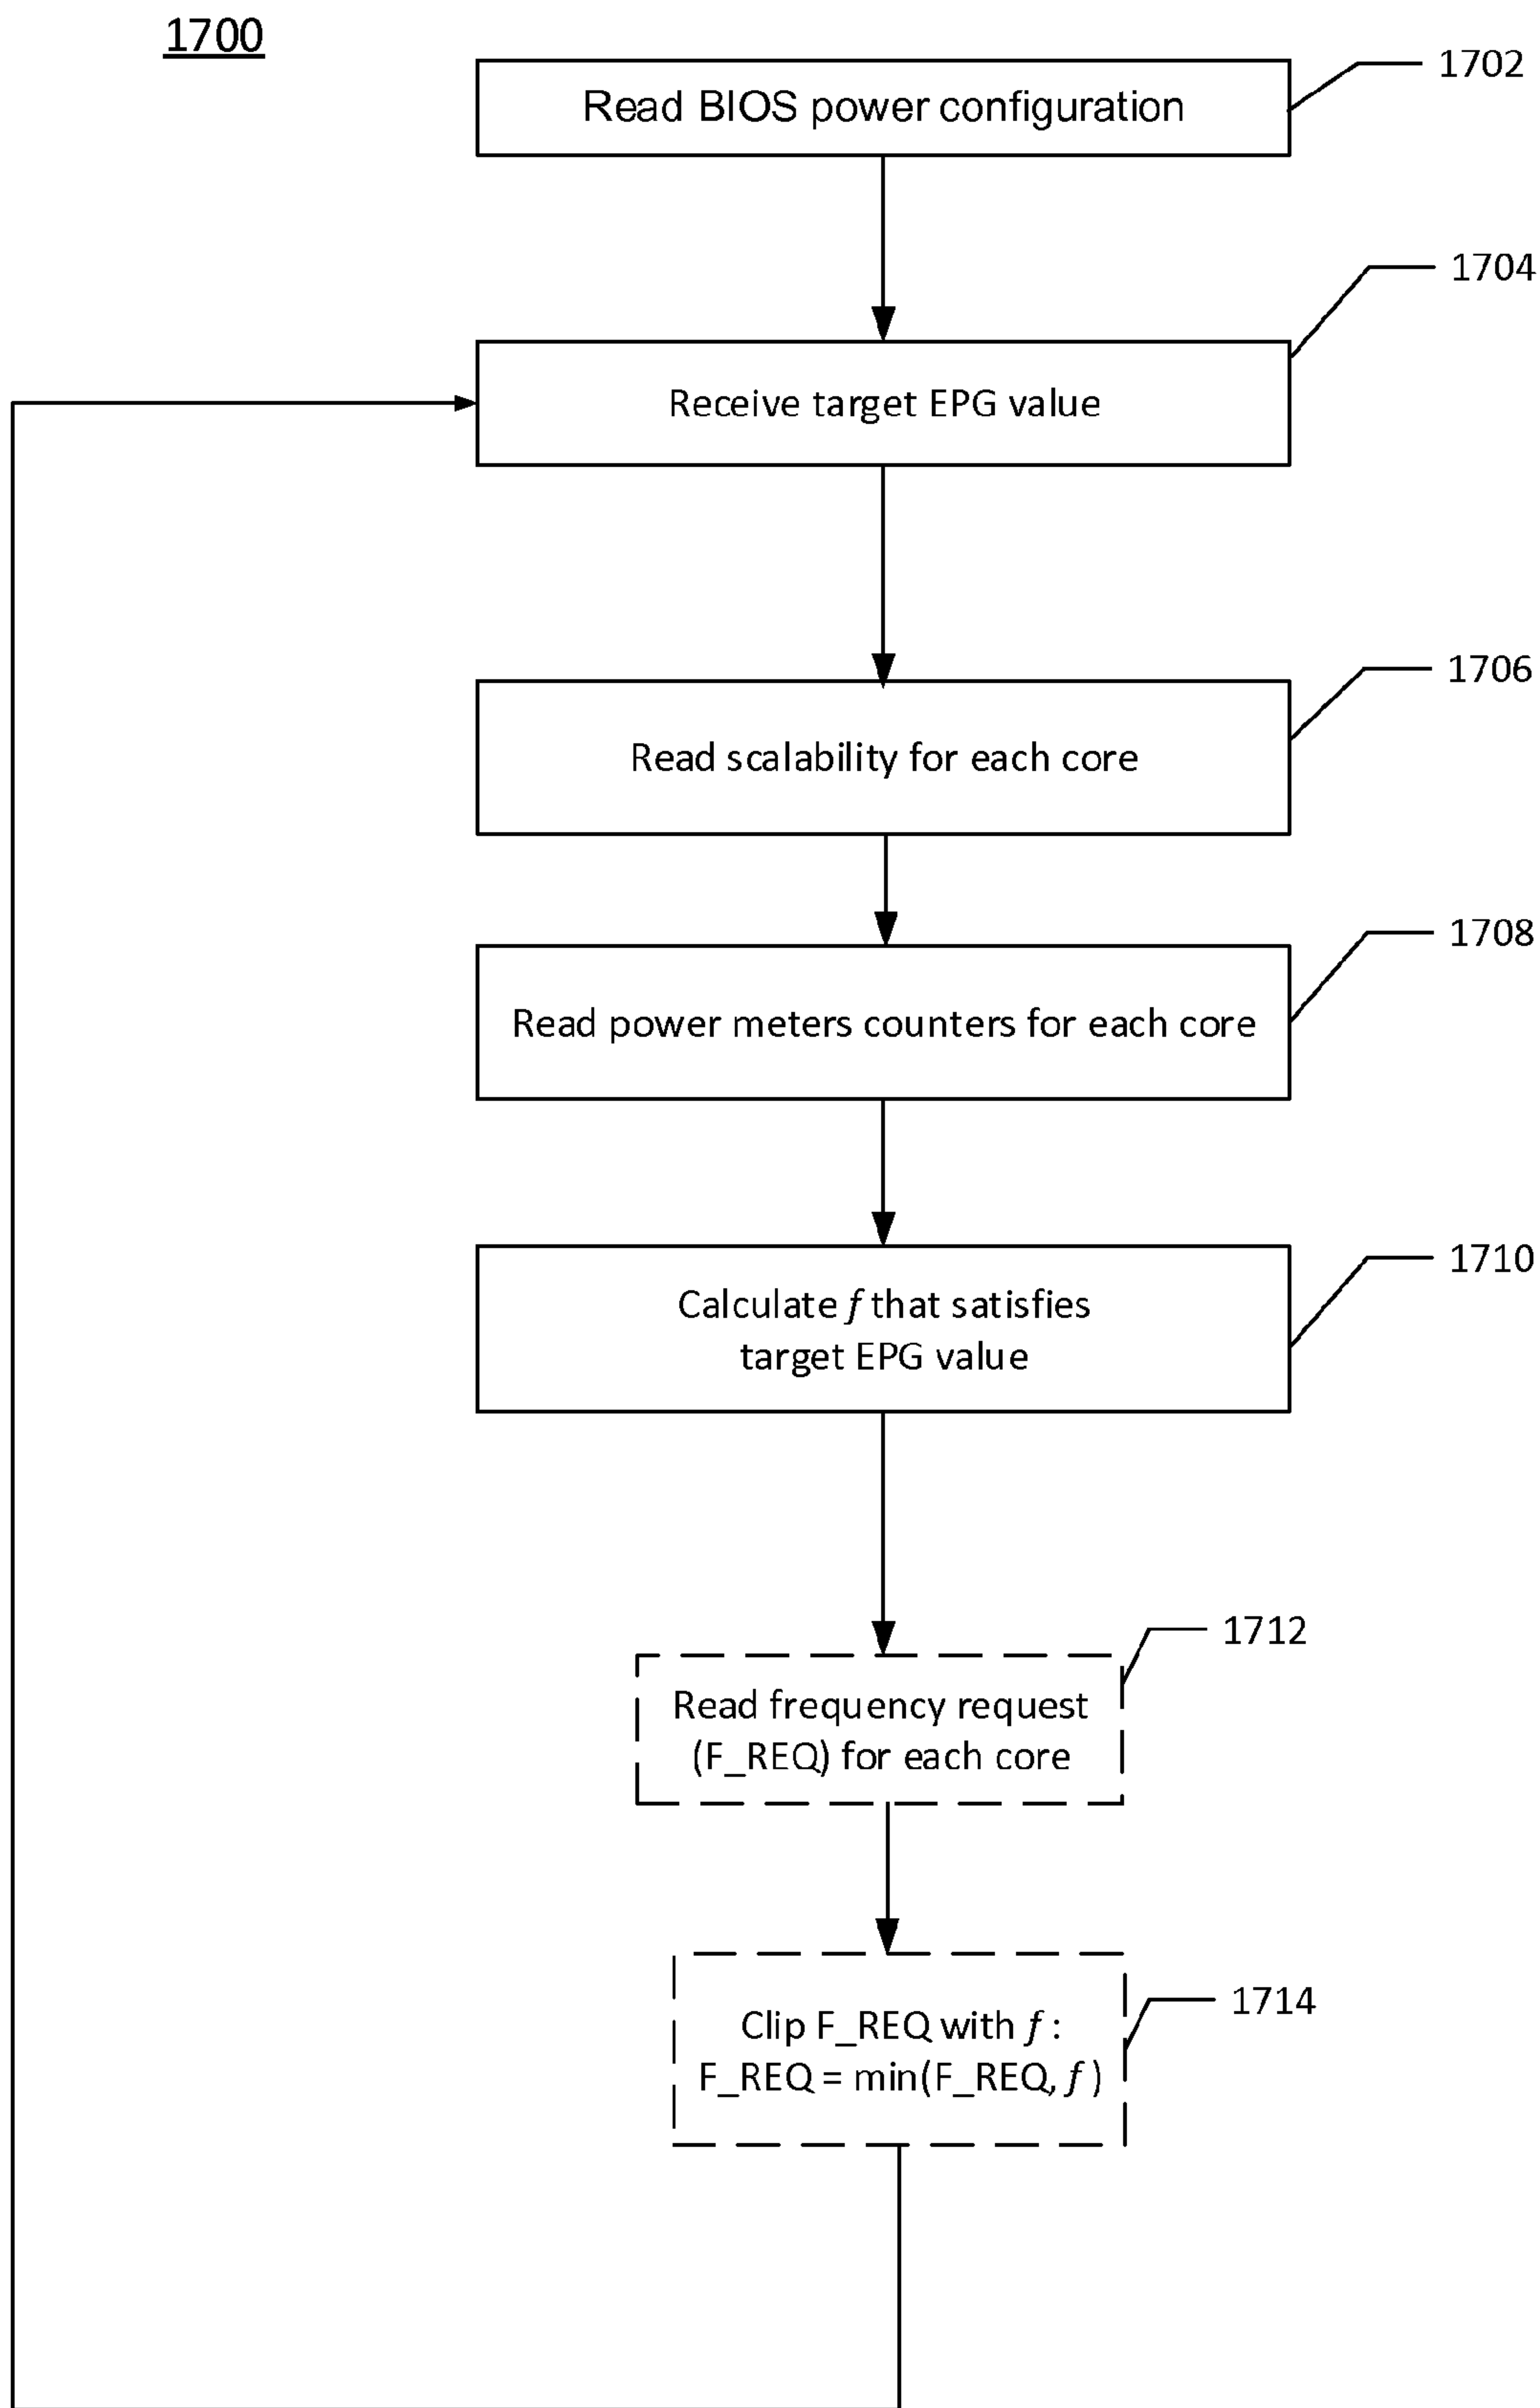 1700
1702
Read BIOS power configuration
1704
Receive target EPG value
1706
Read scalability for each core
1708
Read power meters counters for each core
1710
Calculate f that satisfies
target EPG value
1712
Read frequency request
(F_REQ) for each core
1714
Clip F_REQ with f :
F_REQ = min(F_REQ, f )